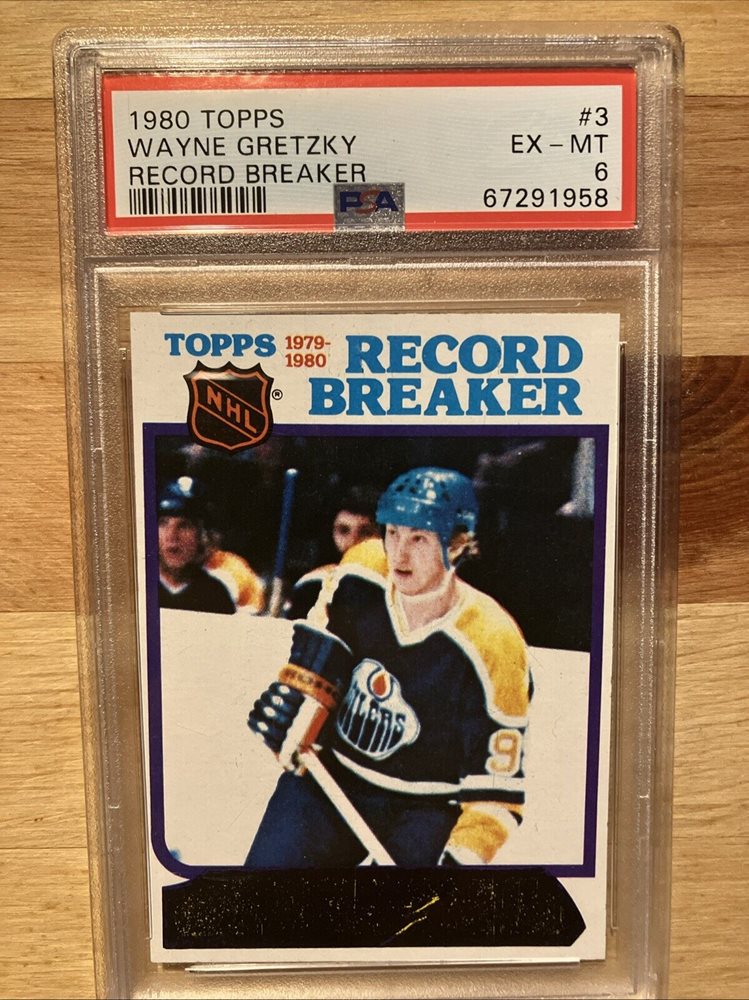 1980 TOPPS #3
WAYNE GRETZKY EX - MT
RECORD BREAKER 6
PSA 67291958
TOPPS 1979-1980 RECORD BREAKER
NHL ®
OILERS
9